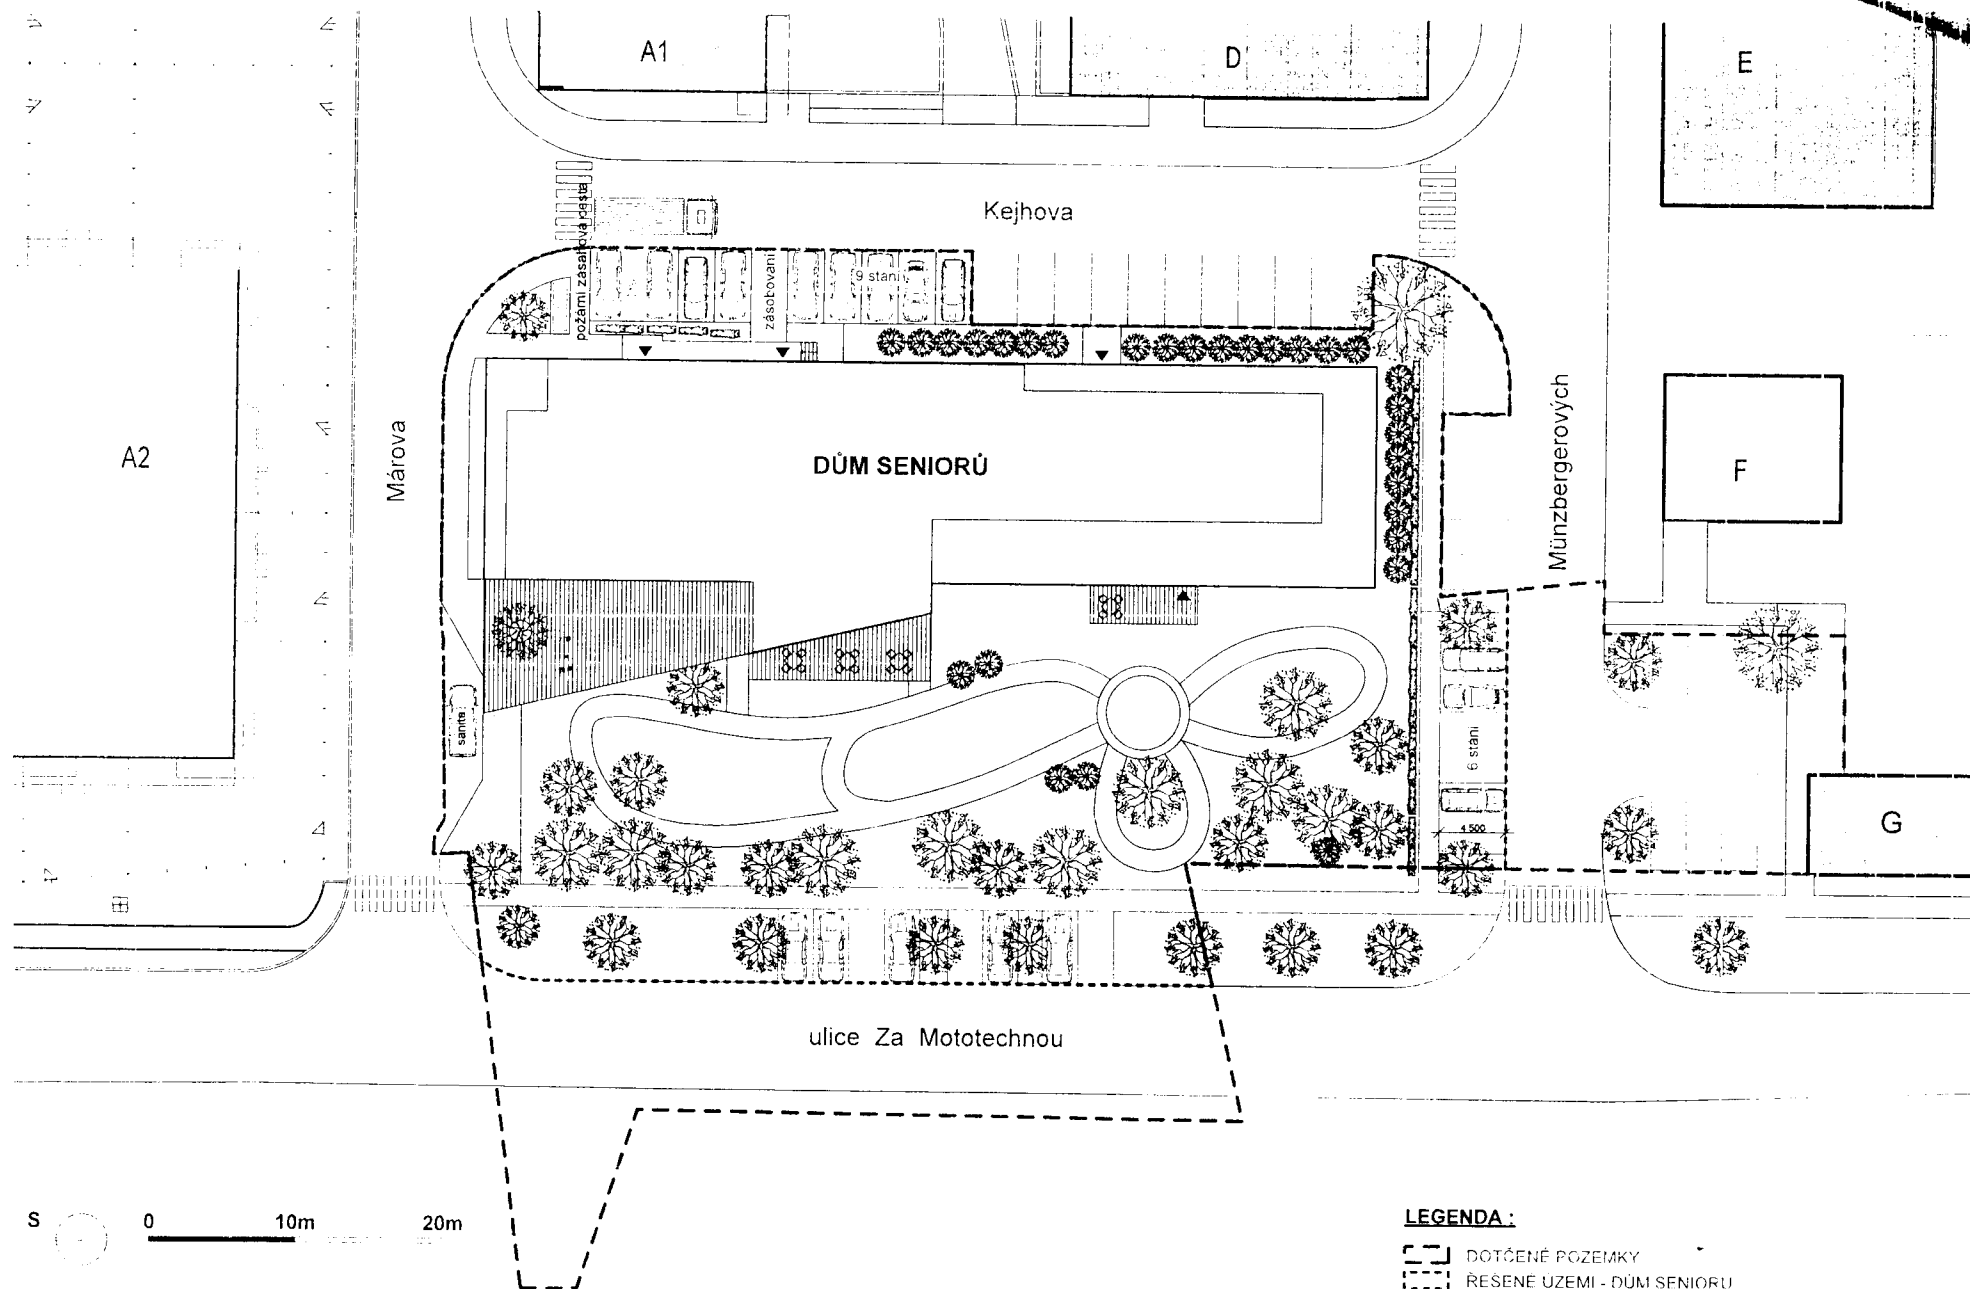 A1
D
E
Kejhova
požární zásahová cesta
zásobování
9 stání
A2
Márova
DŮM SENIORŮ
Münzbergerových
F
sanita
6 stání
4 500
G
ulice Za Mototechnou
S
0 10m 20m
LEGENDA :
DOTČENÉ POZEMKY
ŘEŠENÉ ÚZEMÍ - DŮM SENIORŮ